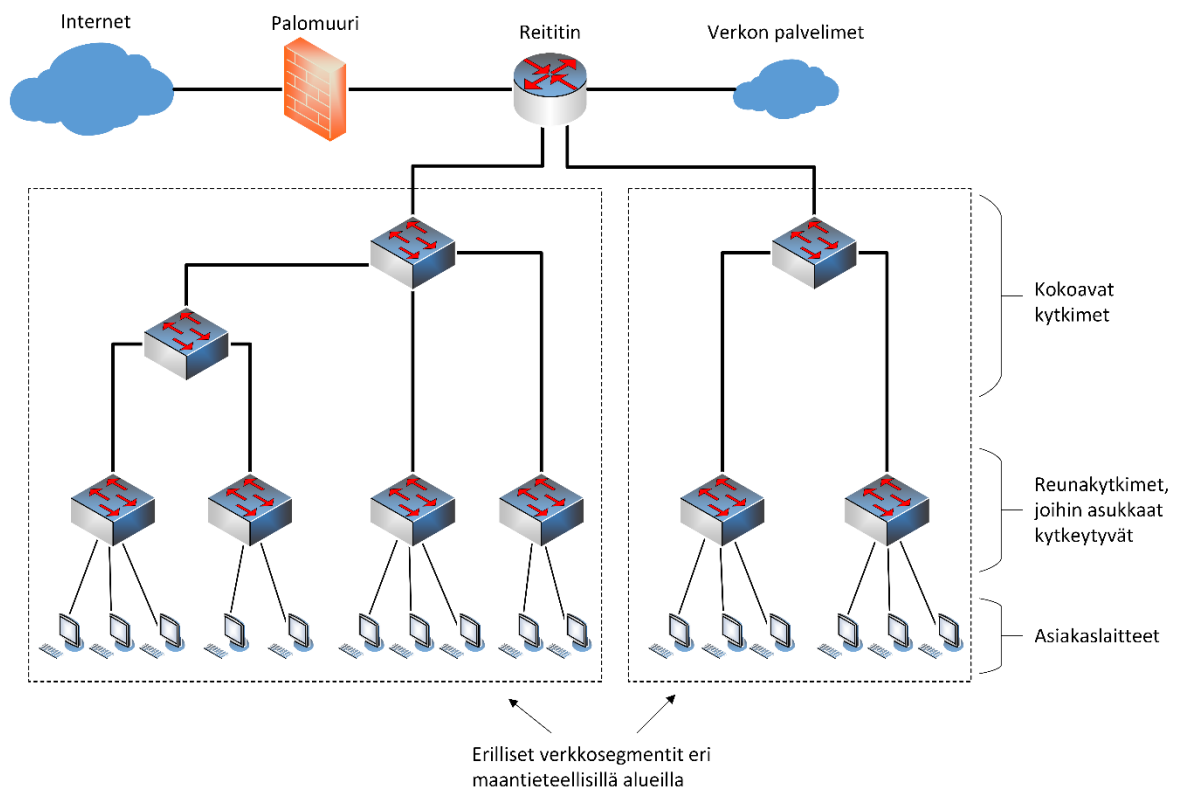 Internet
Palomuuri
Reititin
Verkon palvelimet
Kokoavat
kytkimet
Reunakytkimet,
joihin asukkaat
kytkeytyvät
Asiakaslaitteet
Erilliset verkkosegmentit eri
maantieteellisillä alueilla